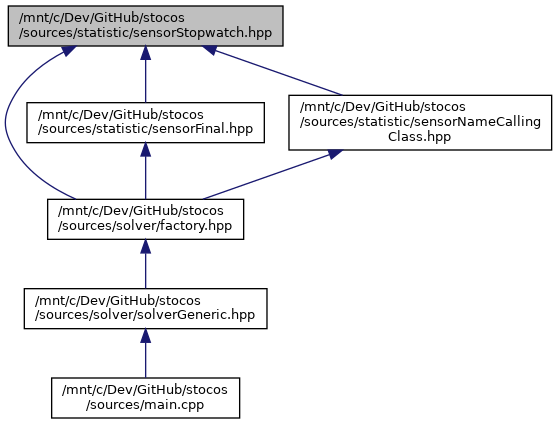 /mnt/c/Dev/GitHub/stocos
/sources/statistic/sensorStopwatch.hpp
/mnt/c/Dev/GitHub/stocos
/sources/statistic/sensorFinal.hpp
/mnt/c/Dev/GitHub/stocos
/sources/statistic/sensorNameCalling
Class.hpp
/mnt/c/Dev/GitHub/stocos
/sources/solver/factory.hpp
/mnt/c/Dev/GitHub/stocos
/sources/solver/solverGeneric.hpp
/mnt/c/Dev/GitHub/stocos
/sources/main.cpp